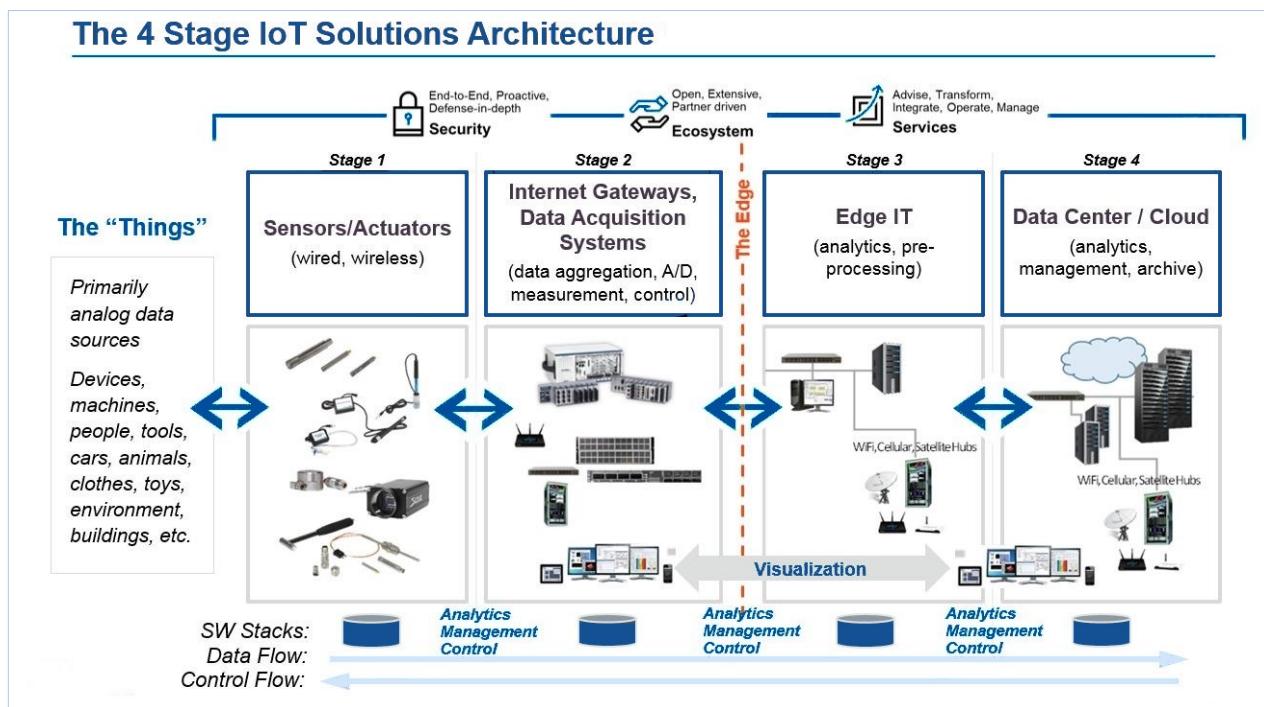 The 4 Stage IoT Solutions Architecture
End-to-End, Proactive,
Defense-in-depth
Security
Open, Extensive,
Partner driven
Ecosystem
Advise, Transform,
Integrate, Operate, Manage
Services
Stage 1
Stage 2
Stage 3
Stage 4
The "Things"
Primarily
analog data
sources
Devices,
machines,
people, tools,
cars, animals,
clothes, toys,
environment,
buildings, etc.
Sensors/Actuators
(wired, wireless)
Internet Gateways,
Data Acquisition
Systems
(data aggregation, A/D,
measurement, control)
The Edge
Edge IT
(analytics, pre-
processing)
Data Center / Cloud
(analytics,
management, archive)
WiFi, Cellular, Satellite Hubs
WiFi, Cellular, Satellite Hubs
Visualization
SW Stacks:
Analytics
Management
Control
Analytics
Management
Control
Analytics
Management
Control
Data Flow:
Control Flow: